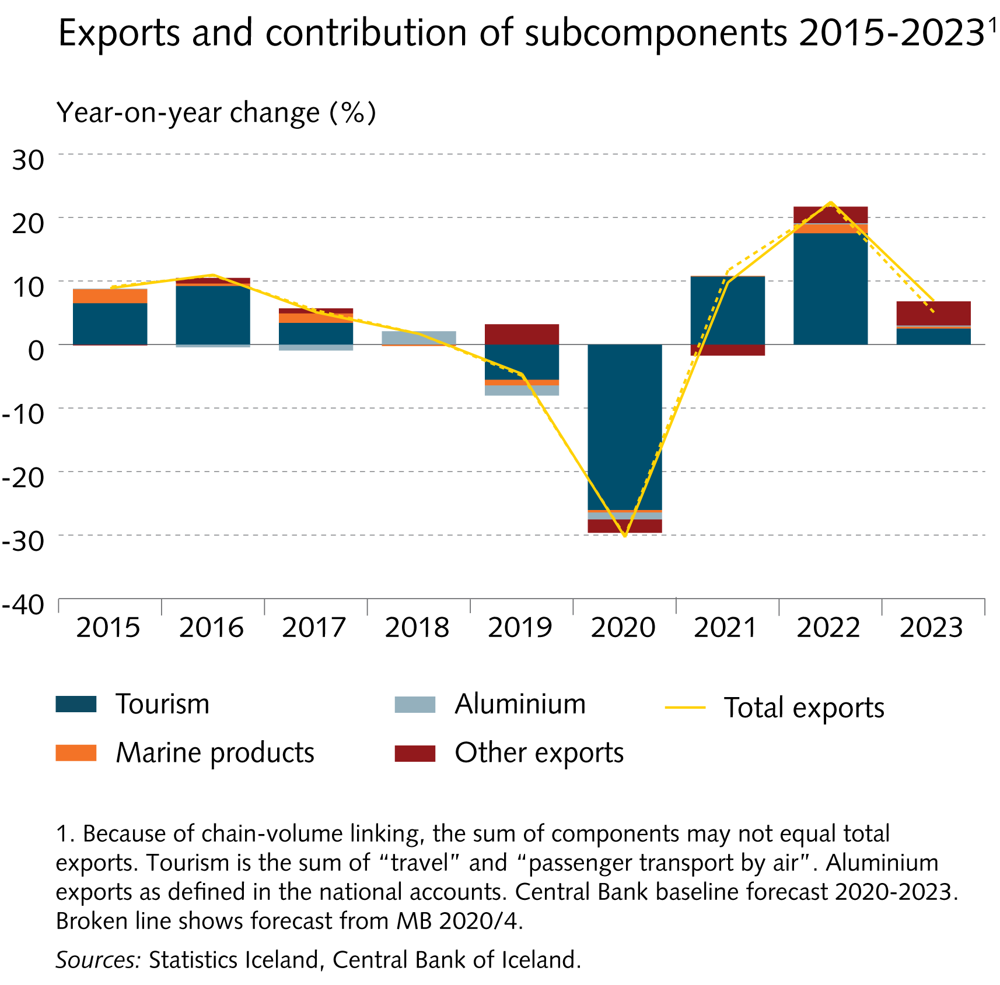 Exports and contribution of subcomponents 2015-2023¹
Year-on-year change (%)
30
20
10
0
-10
-20
-30
-40
2015 2016 2017 2018 2019 2020 2021 2022 2023
Tourism Aluminium Total exports
Marine products Other exports
1. Because of chain-volume linking, the sum of components may not equal total
exports. Tourism is the sum of “travel” and “passenger transport by air”. Aluminium
exports as defined in the national accounts. Central Bank baseline forecast 2020-2023.
Broken line shows forecast from MB 2020/4.
Sources: Statistics Iceland, Central Bank of Iceland.